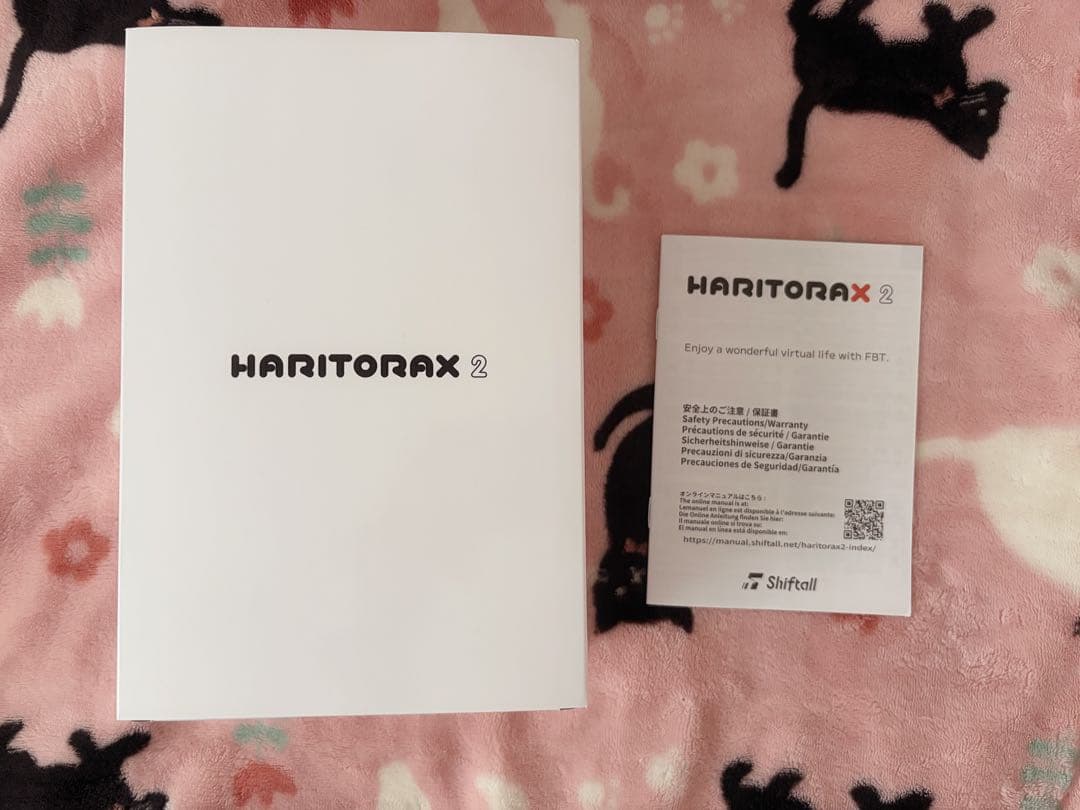 HARITORAX 2
HARITORAX 2
Enjoy a wonderful virtual life with FBT.
安全上のご注意 / 保証書
Safety Precautions/Warranty
Précautions de sécurité / Garantie
Sicherheitshinweise / Garantie
Precauzioni di sicurezza/Garanzia
Precauciones de Seguridad/Garantía
オンラインマニュアルはこちら：
The online manual is at:
Lemanuel en ligne est disponible à l'adresse suivante:
Die Online Anleitung finden Sie hier:
Il manuale online si trova su:
El manual en línea está disponible en:
https://manual.shiftall.net/haritorax2-index/
Shiftall